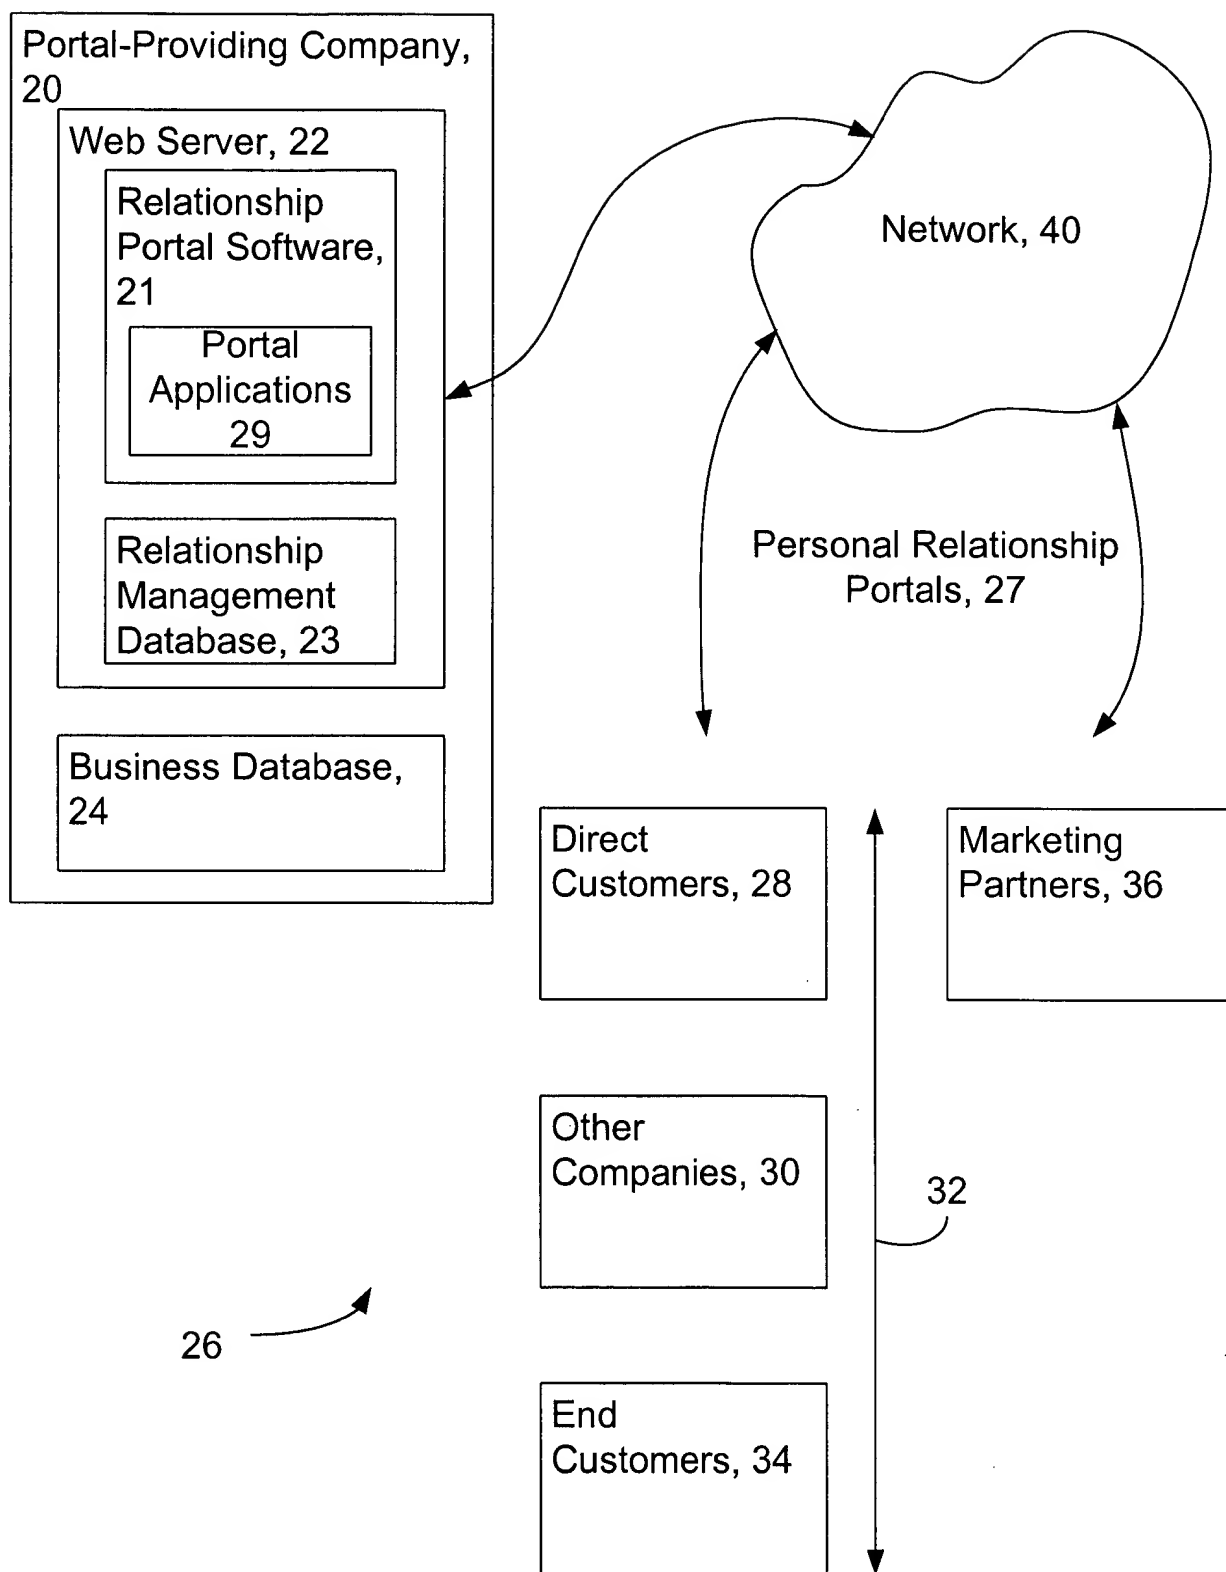 Portal-Providing Company,
20
Web Server, 22
Relationship
Portal Software,
21
Portal
Applications
29
Relationship
Management
Database, 23
Business Database,
24
Network, 40
Personal Relationship
Portals, 27
Direct
Customers, 28
Marketing
Partners, 36
Other
Companies, 30
32
26
End
Customers, 34